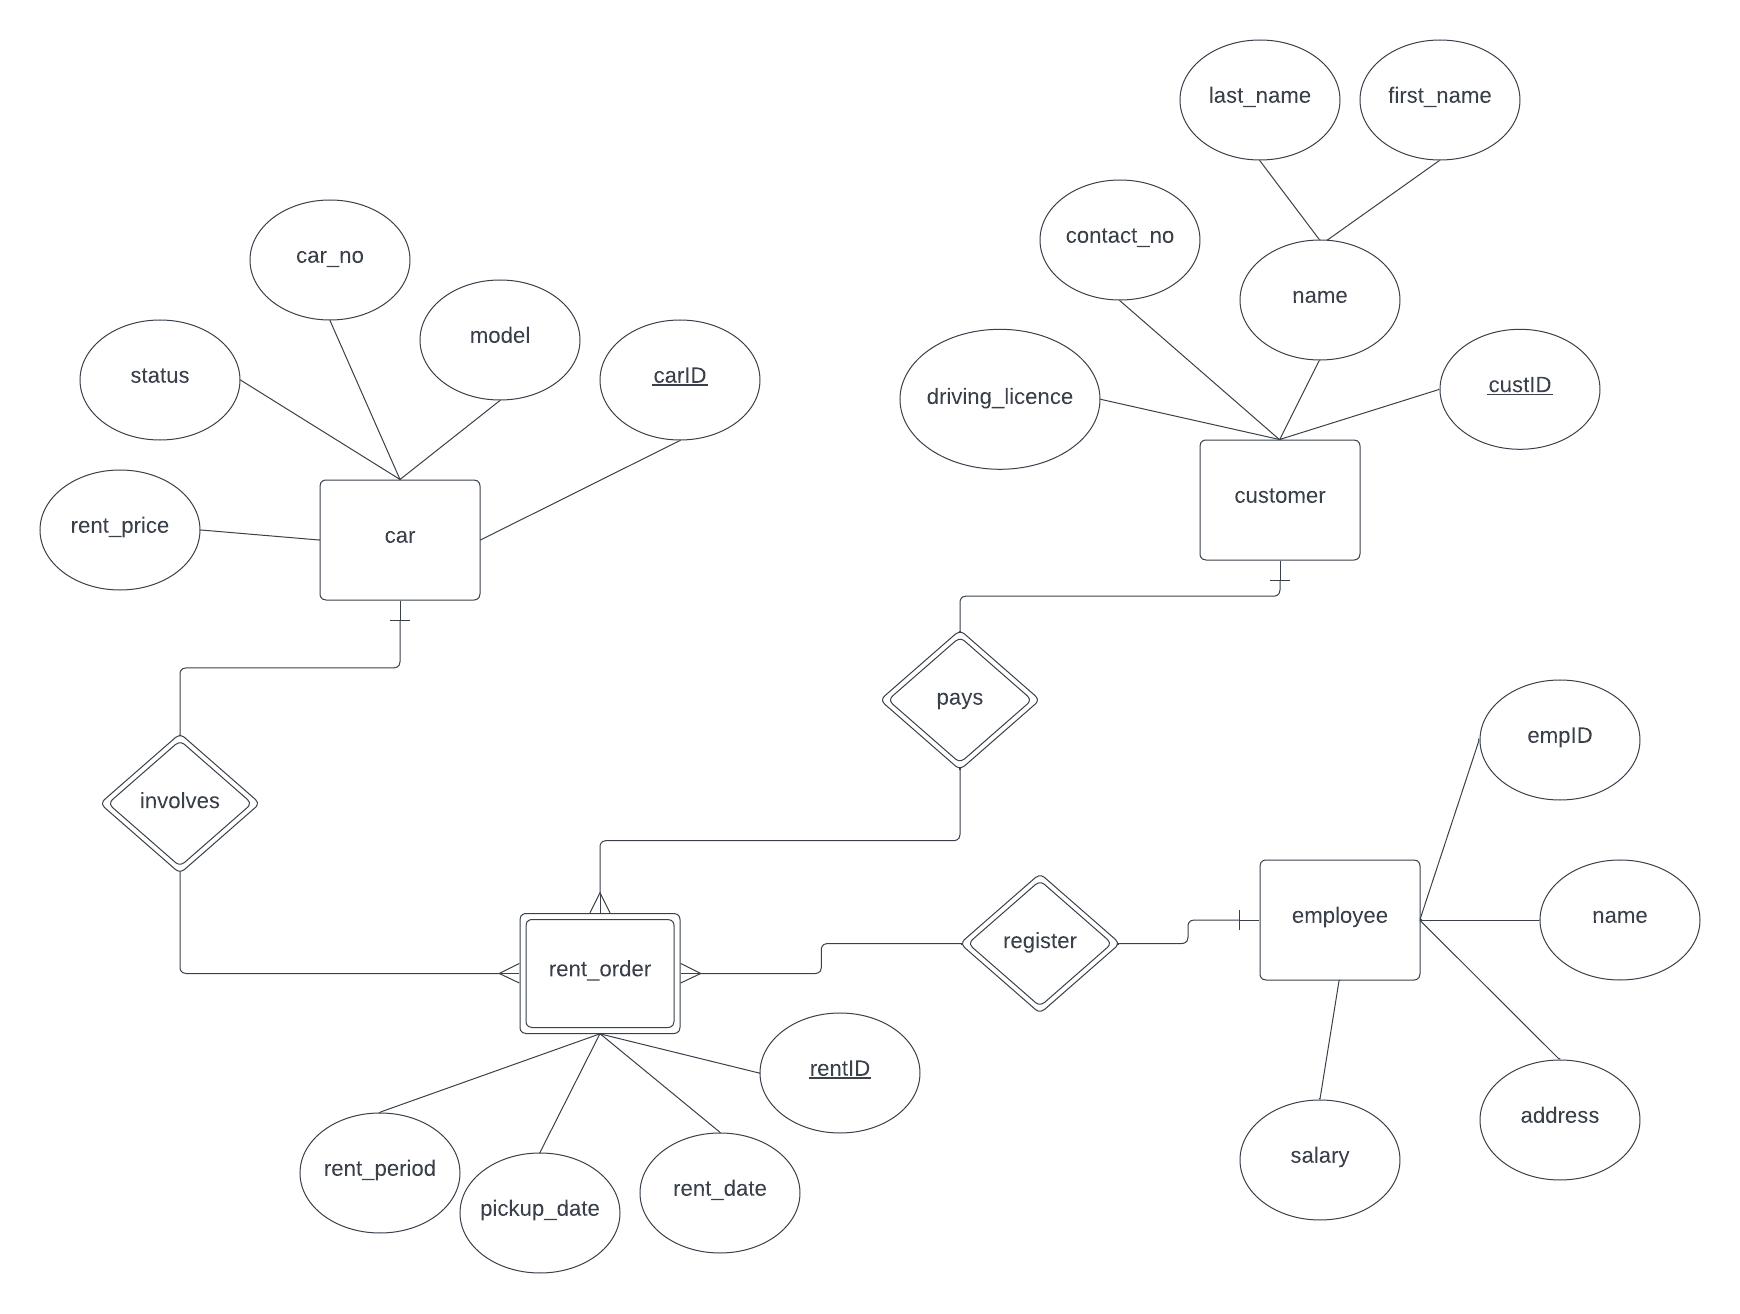 last_name
first_name
contact_no
car_no
name
model
status
carID
custID
driving_licence
customer
rent_price
car
pays
empID
involves
employee
name
register
rent_order
rentID
address
salary
rent_period
rent_date
pickup_date